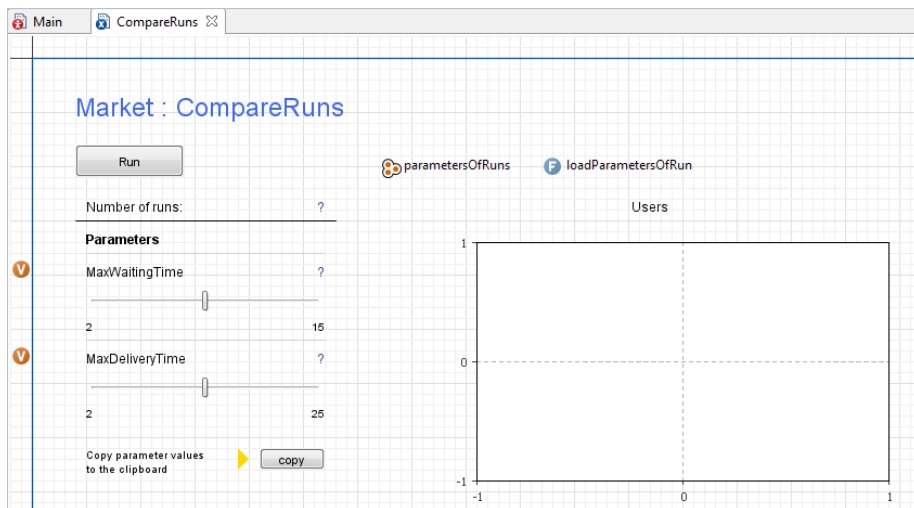 Main
CompareRuns
Market : CompareRuns
Run
parametersOfRuns
F loadParametersOfRun
Number of runs: ?
Users
Parameters
V MaxWaitingTime ?
2 15
V MaxDeliveryTime ?
2 25
Copy parameter values
to the clipboard
copy
1
0
-1
-1 0 1